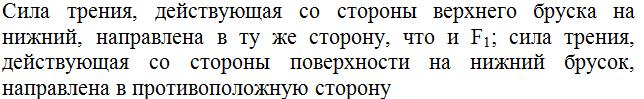 Сила трения, действующая со стороны верхнего бруска на
нижний, направлена в ту же сторону, что и F₁; сила трения,
действующая со стороны поверхности на нижний брусок,
направлена в противоположную сторону